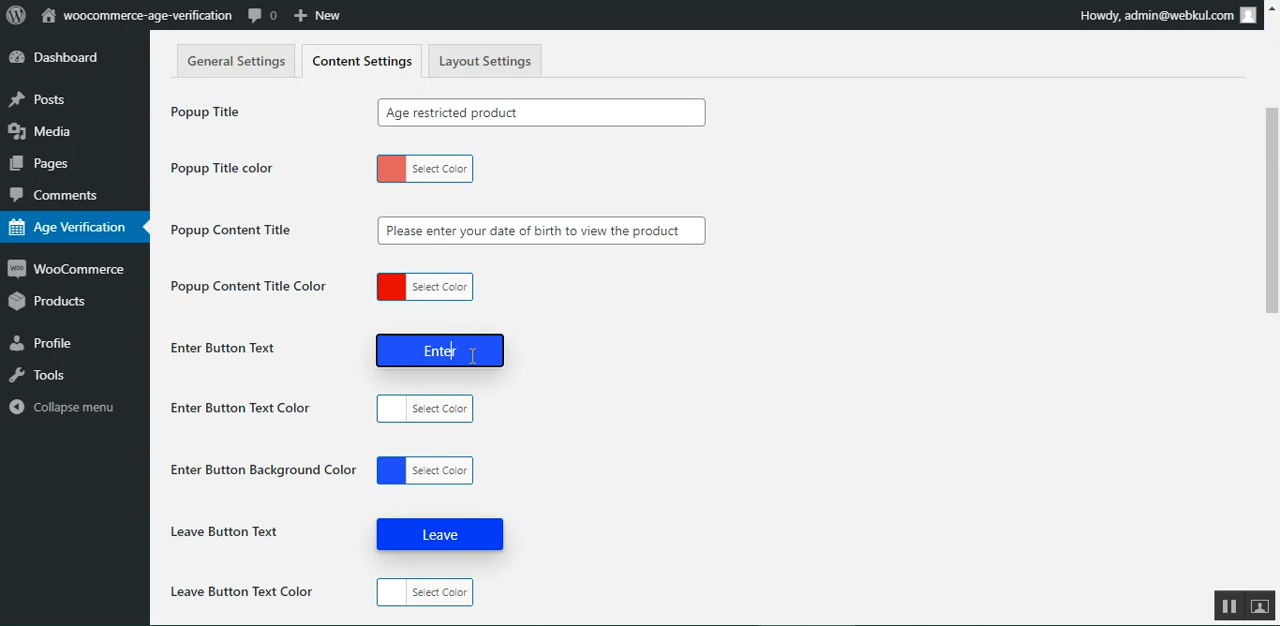 woocommerce-age-verification 0 New Howdy, admin@webkul.com
Dashboard
Posts
Media
Pages
Comments
Age Verification
WooCommerce
Products
Profile
Tools
Collapse menu
General Settings Content Settings Layout Settings
Popup Title Age restricted product
Popup Title color Select Color
Popup Content Title Please enter your date of birth to view the product
Popup Content Title Color Select Color
Enter Button Text Enter
Enter Button Text Color Select Color
Enter Button Background Color Select Color
Leave Button Text Leave
Leave Button Text Color Select Color